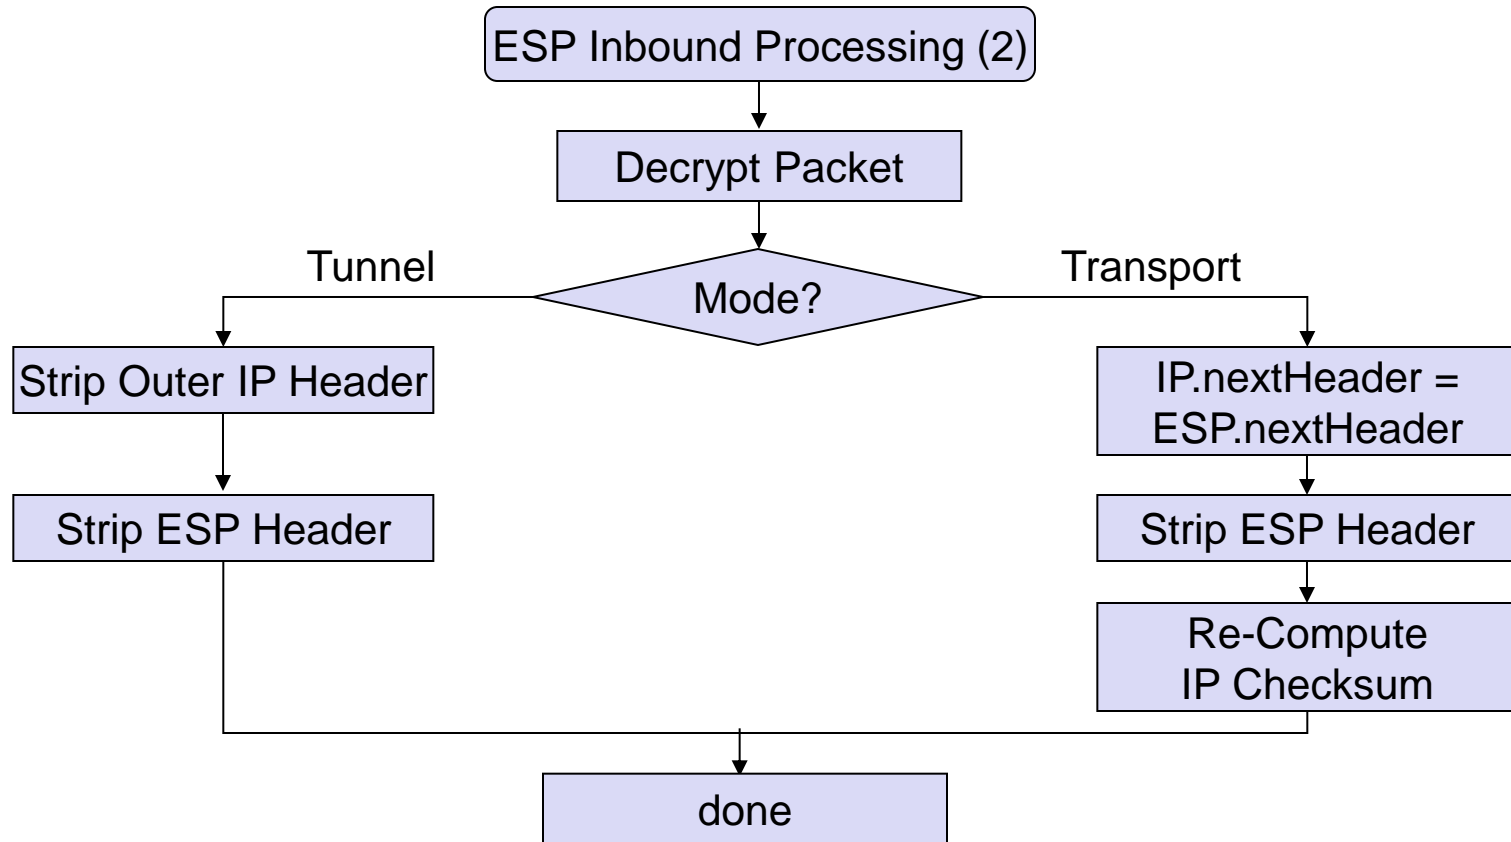 ESP Inbound Processing (2)
Decrypt Packet
Tunnel
Mode?
Transport
Strip Outer IP Header
IP.nextHeader =
ESP.nextHeader
Strip ESP Header
Strip ESP Header
Re-Compute
IP Checksum
done